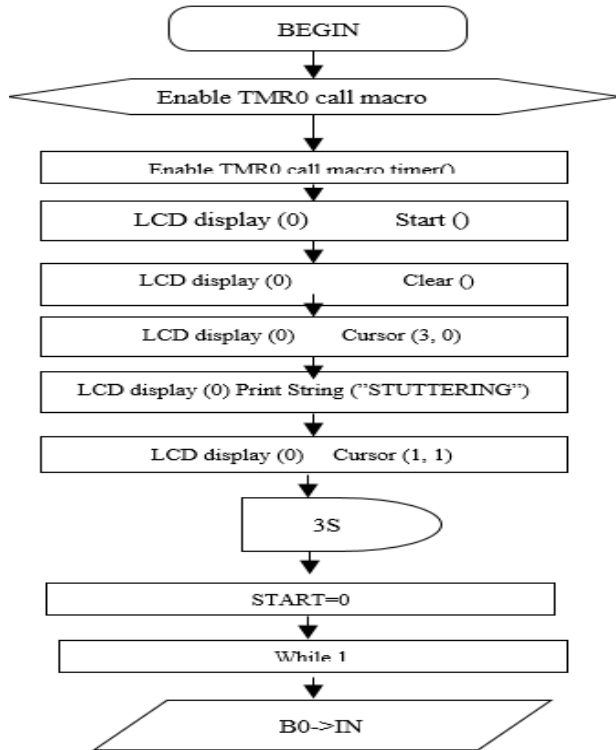 BEGIN
Enable TMR0 call macro
Enable TMR0 call macro timer()
LCD display (0) Start ()
LCD display (0) Clear ()
LCD display (0) Cursor (3, 0)
LCD display (0) Print String (”STUTTERING”)
LCD display (0) Cursor (1, 1)
3S
START=0
While 1
B0->IN